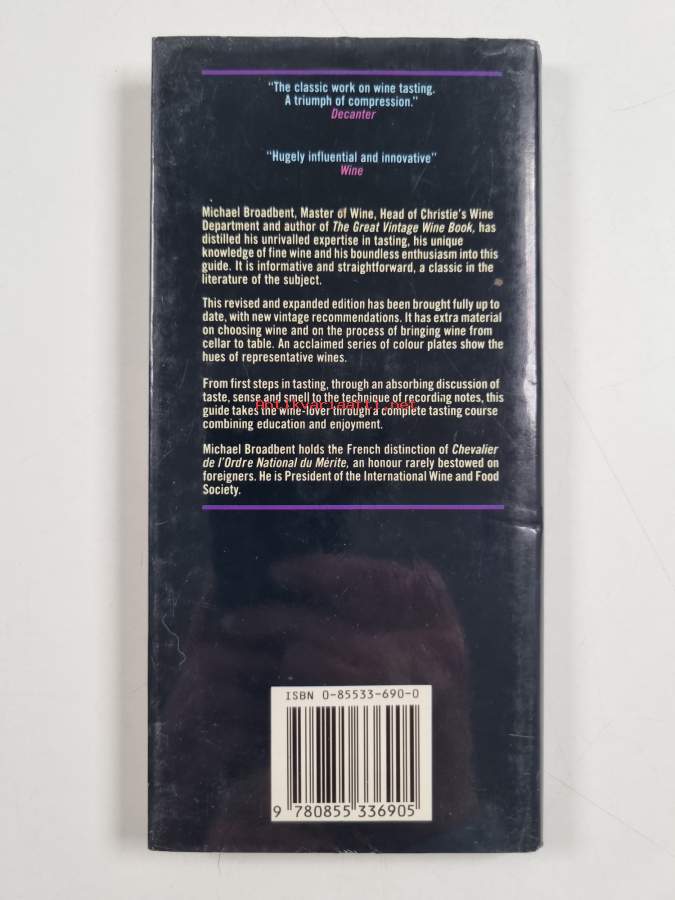 "The classic work on wine tasting.
A triumph of compression."
Decanter
"Hugely influential and innovative"
Wine
Michael Broadbent, Master of Wine, Head of Christie's Wine
Department and author of The Great Vintage Wine Book, has
distilled his unrivalled expertise in tasting, his unique
knowledge of fine wine and his boundless enthusiasm into this
guide. It is informative and straightforward, a classic in the
literature of the subject.
This revised and expanded edition has been brought fully up to
date, with new vintage recommendations. It has extra material
on choosing wine and on the process of bringing wine from
cellar to table. An acclaimed series of colour plates show the
hues of representative wines.
From first steps in tasting, through an absorbing discussion of
taste, sense and smell to the technique of recording notes, this
Antikvariaatti.net
guide takes the wine-lover through a complete tasting course
combining education and enjoyment.
Michael Broadbent holds the French distinction of Chevalier
de l'Ordre National du Mérite, an honour rarely bestowed on
foreigners. He is President of the International Wine and Food
Society.
ISBN 0-85533-690-0
9 780855 336905